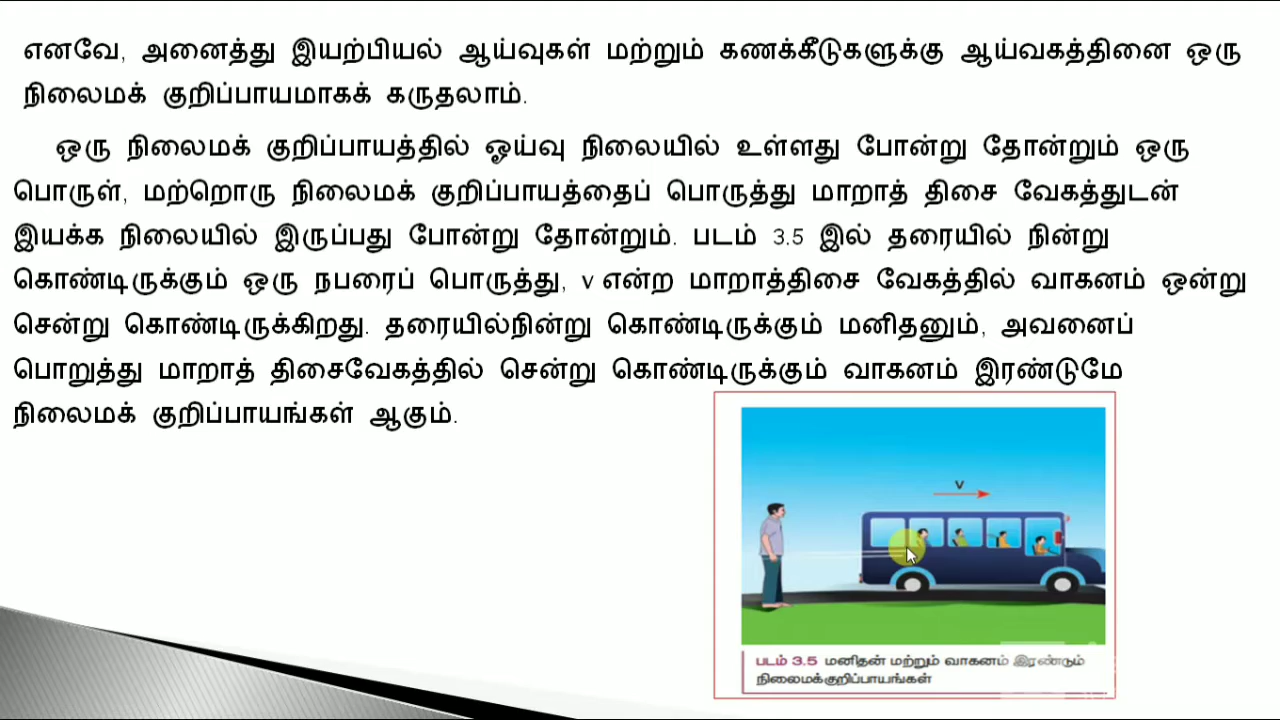 எனவே, அனைத்து இயற்பியல் ஆய்வுகள் மற்றும் கணக்கீடுகளுக்கு ஆய்வகத்தினை ஒரு
நிலைமக் குறிப்பாயமாகக் கருதலாம்.
ஒரு நிலைமக் குறிப்பாயத்தில் ஓய்வு நிலையில் உள்ளது போன்று தோன்றும் ஒரு
பொருள், மற்றொரு நிலைமக் குறிப்பாயத்தைப் பொருத்து மாறாத் திசை வேகத்துடன்
இயக்க நிலையில் இருப்பது போன்று தோன்றும். படம் 3.5 இல் தரையில் நின்று
கொண்டிருக்கும் ஒரு நபரைப் பொருத்து, v என்ற மாறாத்திசை வேகத்தில் வாகனம் ஒன்று
சென்று கொண்டிருக்கிறது. தரையில்நின்று கொண்டிருக்கும் மனிதனும், அவனைப்
பொறுத்து மாறாத் திசைவேகத்தில் சென்று கொண்டிருக்கும் வாகனம் இரண்டுமே
நிலைமக் குறிப்பாயங்கள் ஆகும்.
v
படம் 3.5 மனிதன் மற்றும் வாகனம் இரண்டும்
நிலைமக்குறிப்பாயங்கள்